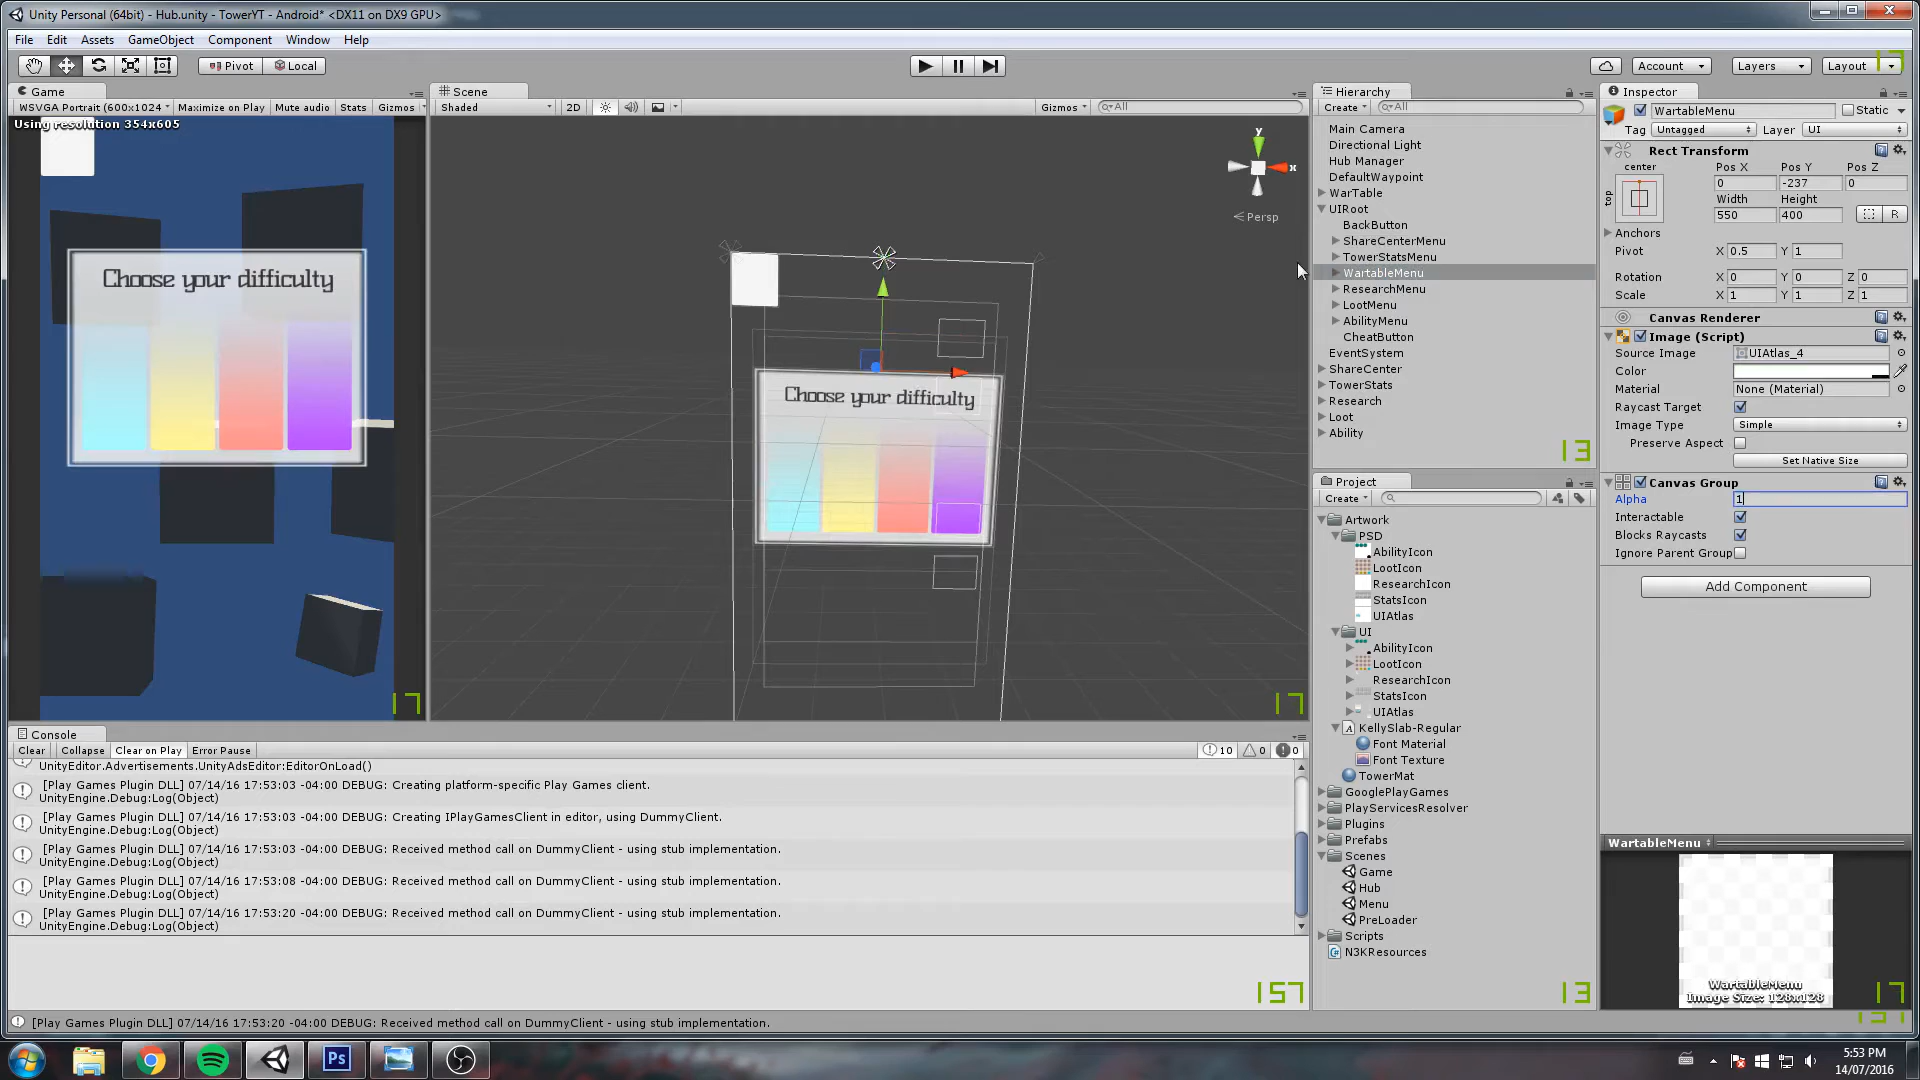 Unity Personal (64bit) - Hub.unity - TowerYT - Android* <DX11 on DX9 GPU>
File Edit Assets GameObject Component Window Help
Pivot Local
Account Layers Layout
Game
WSVGA Portrait (600x1024 Maximize on Play Mute audio Stats Gizmos
Using resolution 354x605
Choose your difficulty
17
Scene
Shaded 2D Gizmos All
y
x
Persp
Choose your difficulty
17
Hierarchy
Create All
Main Camera
Directional Light
Hub Manager
DefaultWaypoint
WarTable
UIRoot
BackButton
ShareCenterMenu
TowerStatsMenu
WartableMenu
ResearchMenu
LootMenu
AbilityMenu
CheatButton
EventSystem
ShareCenter
TowerStats
Research
Loot
Ability
13
Project
Create
Artwork
PSD
AbilityIcon
LootIcon
ResearchIcon
StatsIcon
UIAtlas
UI
AbilityIcon
LootIcon
ResearchIcon
StatsIcon
UIAtlas
KellySlab-Regular
Font Material
Font Texture
TowerMat
GooglePlayGames
PlayServicesResolver
Plugins
Prefabs
Scenes
Game
Hub
Menu
PreLoader
Scripts
N3KResources
13
17
Inspector
WartableMenu Static
Tag Untagged Layer UI
Rect Transform
center
top
Pos X Pos Y Pos Z
0 -237 0
Width Height
550 400 R
Anchors
Pivot X 0.5 Y 1
Rotation X 0 Y 0 Z 0
Scale X 1 Y 1 Z 1
Canvas Renderer
Image (Script)
Source Image UIAtlas_4
Color
Material None (Material)
Raycast Target
Image Type Simple
Preserve Aspect
Set Native Size
Canvas Group
Alpha 1
Interactable
Blocks Raycasts
Ignore Parent Group
Add Component
WartableMenu
WartableMenu
Image Size: 128x128
17
Console
Clear Collapse Clear on Play Error Pause 10 0 0
UnityEditor.Advertisements.UnityAdsEditor:EditorOnLoad()
[Play Games Plugin DLL] 07/14/16 17:53:03 -04:00 DEBUG: Creating platform-specific Play Games client.
UnityEngine.Debug:Log(Object)
[Play Games Plugin DLL] 07/14/16 17:53:03 -04:00 DEBUG: Creating IPlayGamesClient in editor, using DummyClient.
UnityEngine.Debug:Log(Object)
[Play Games Plugin DLL] 07/14/16 17:53:03 -04:00 DEBUG: Received method call on DummyClient - using stub implementation.
UnityEngine.Debug:Log(Object)
[Play Games Plugin DLL] 07/14/16 17:53:08 -04:00 DEBUG: Received method call on DummyClient - using stub implementation.
UnityEngine.Debug:Log(Object)
[Play Games Plugin DLL] 07/14/16 17:53:20 -04:00 DEBUG: Received method call on DummyClient - using stub implementation.
UnityEngine.Debug:Log(Object)
157
[Play Games Plugin DLL] 07/14/16 17:53:20 -04:00 DEBUG: Received method call on DummyClient - using stub implementation.
Ps
5:53 PM
14/07/2016